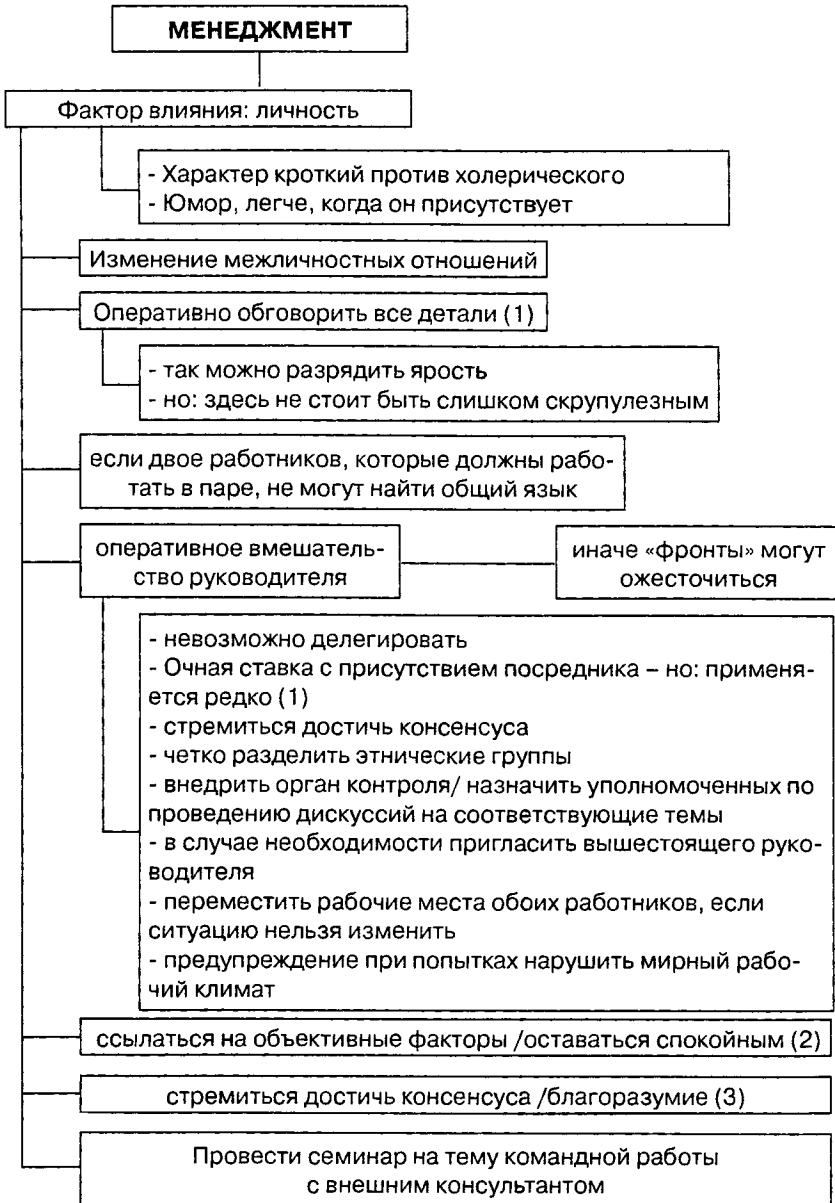 МЕНЕДЖМЕНТ
Фактор влияния: личность
- Характер кроткий против холерического
- Юмор, легче, когда он присутствует
Изменение межличностных отношений
Оперативно обговорить все детали (1)
- так можно разрядить ярость
- но: здесь не стоит быть слишком скрупулезным
если двое работников, которые должны рабо-
тать в паре, не могут найти общий язык
оперативное вмешатель-
ство руководителя
иначе «фронты» могут
ожесточиться
- невозможно делегировать
- Очная ставка с присутствием посредника – но: применя-
ется редко (1)
- стремиться достичь консенсуса
- четко разделить этнические группы
- внедрить орган контроля/ назначить уполномоченных по
проведению дискуссий на соответствующие темы
- в случае необходимости пригласить вышестоящего руко-
водителя
- переместить рабочие места обоих работников, если
ситуацию нельзя изменить
- предупреждение при попытках нарушить мирный рабо-
чий климат
ссылаться на объективные факторы /оставаться спокойным (2)
стремиться достичь консенсуса /благоразумие (3)
Провести семинар на тему командной работы
с внешним консультантом